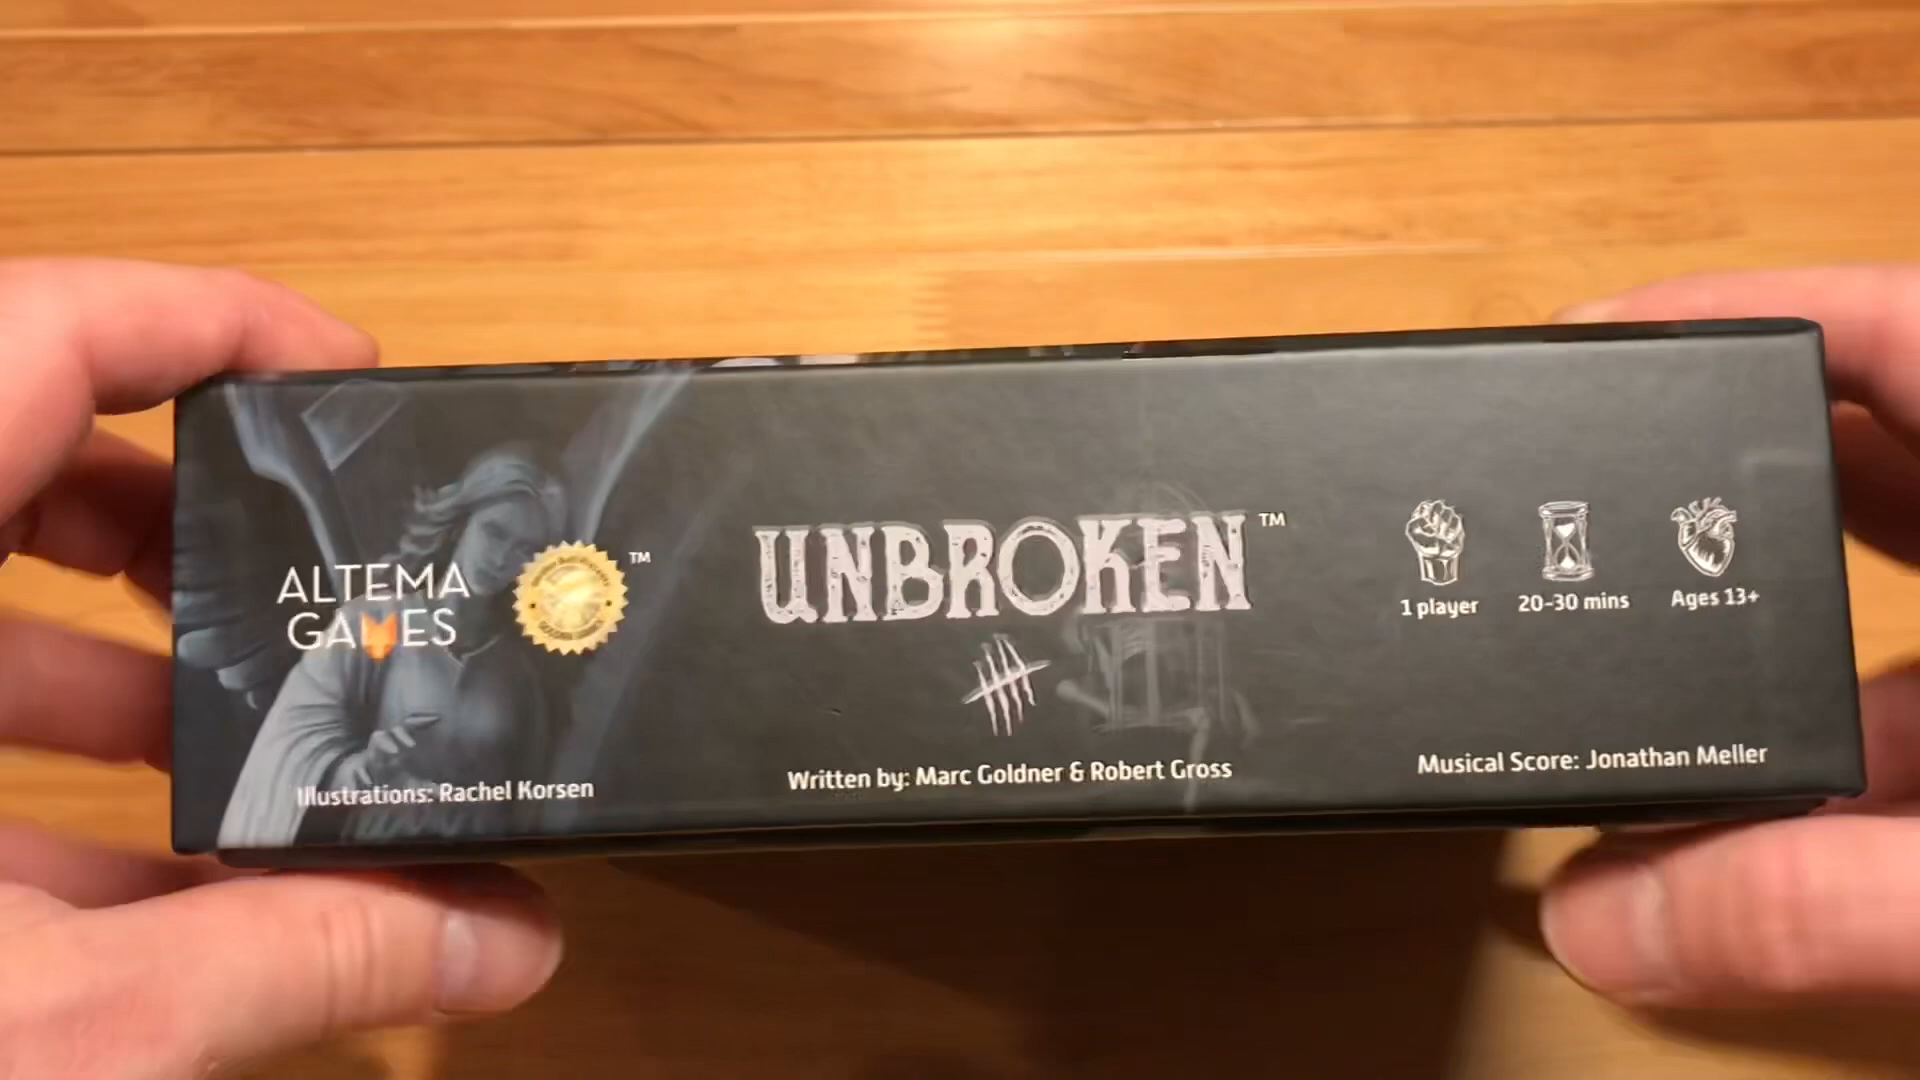 ALTEMA
GAMES
™
UNBROKEN™
1 player
20-30 mins
Ages 13+
Illustrations: Rachel Korsen
Written by: Marc Goldner & Robert Gross
Musical Score: Jonathan Meller